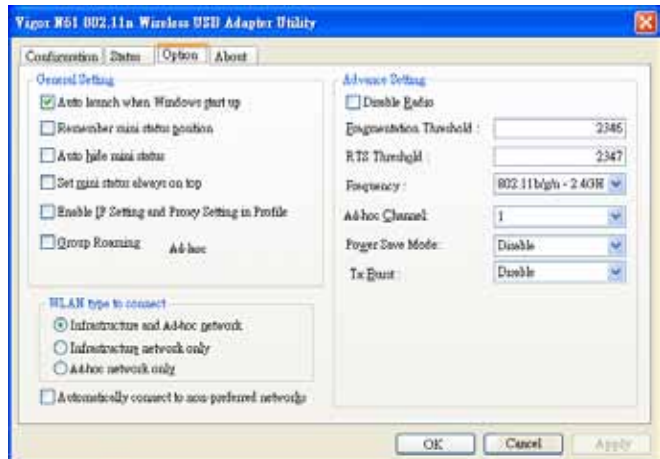 Vigor N61 802.11n Wireless USB Adapter Utility
Configuration Status Option About
General Setting
Auto launch when Windows start up
Remember mini status position
Auto hide mini status
Set mini status always on top
Enable IP Setting and Proxy Setting in Profile
Group Roaming Ad-hoc
WLAN type to connect
Infrastructure and Ad-hoc network
Infrastructure network only
Ad-hoc network only
Automatically connect to non-preferred networks
Advance Setting
Disable Radio
Fragmentation Threshold : 2346
RTS Threshold : 2347
Frequency : 802.11b/g/n - 2.4GH
Ad-hoc Channel: 1
Power Save Mode: Disable
Tx Burst : Disable
OK Cancel Apply